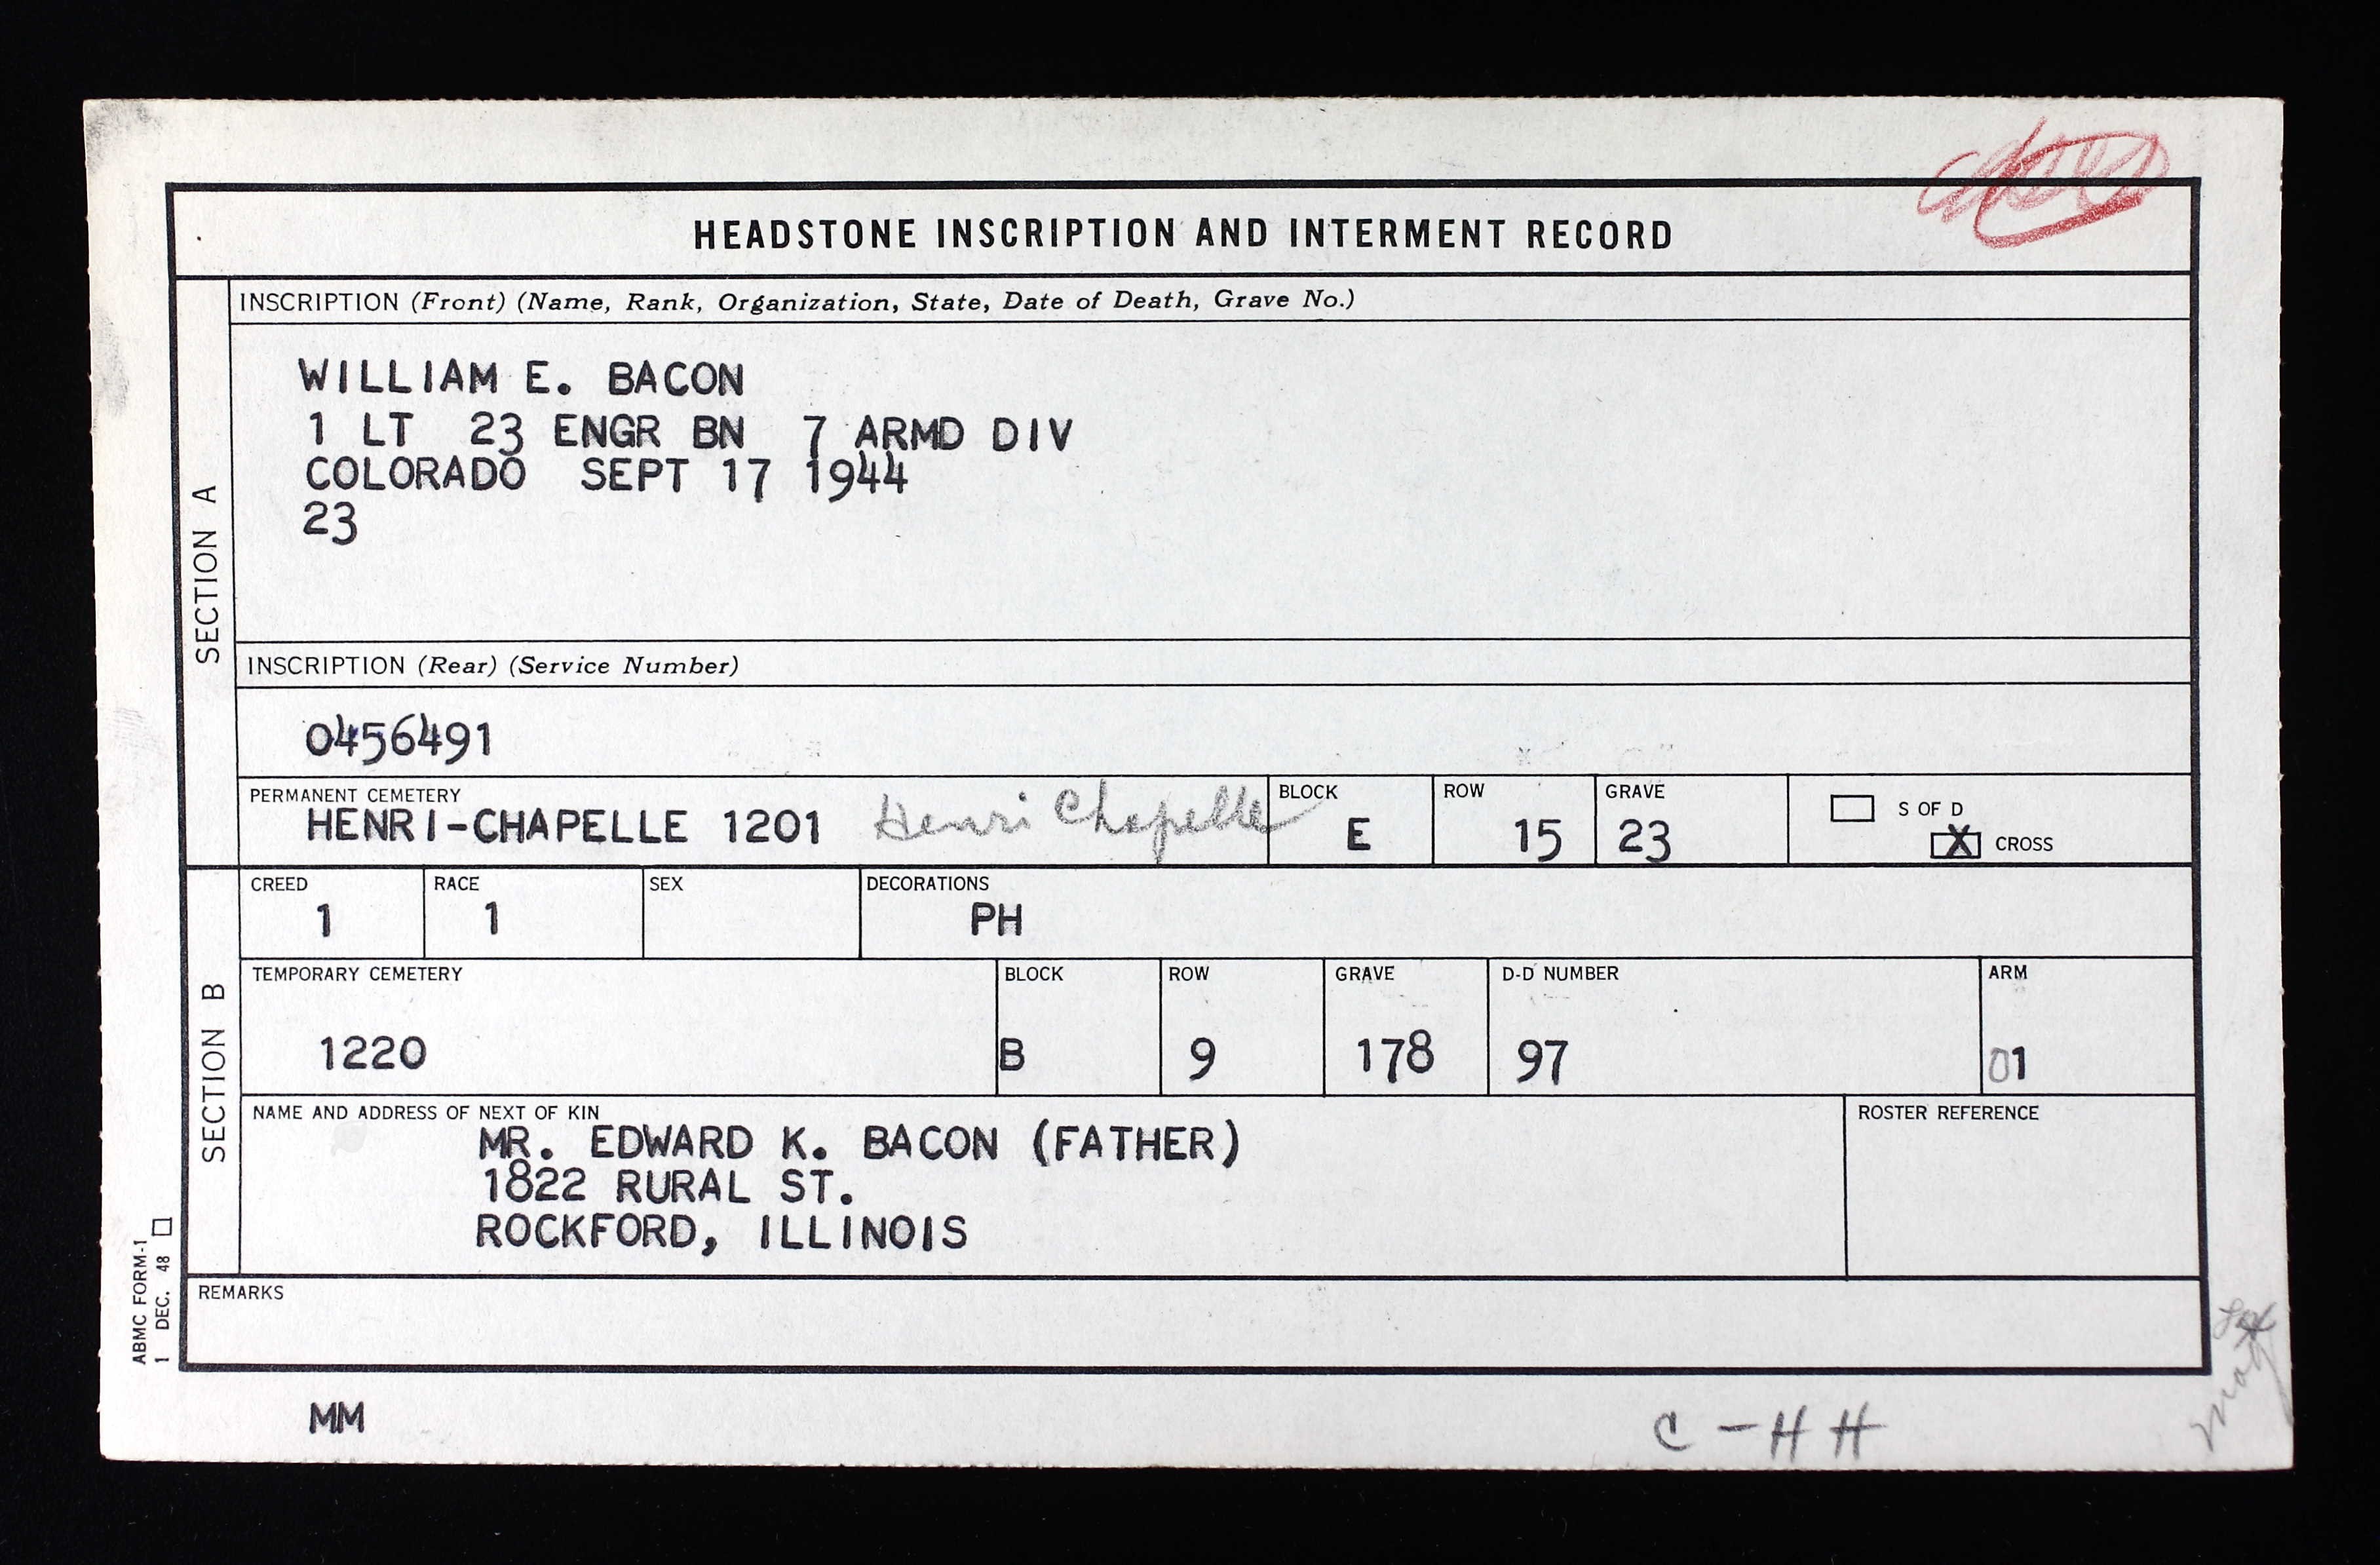 HEADSTONE INSCRIPTION AND INTERMENT RECORD
SECTION A
INSCRIPTION (Front) (Name, Rank, Organization, State, Date of Death, Grave No.)
WILLIAM E. BACON
1 LT 23 ENGR BN 7 ARMD DIV
COLORADO SEPT 17 1944
23
INSCRIPTION (Rear) (Service Number)
0456491
PERMANENT CEMETERY BLOCK ROW GRAVE S OF D
HENRI-CHAPELLE 1201 Henri Chapelle E 15 23 X CROSS
SECTION B
CREED RACE SEX DECORATIONS
1 1 PH
TEMPORARY CEMETERY BLOCK ROW GRAVE D-D NUMBER ARM
1220 B 9 178 97 01
NAME AND ADDRESS OF NEXT OF KIN ROSTER REFERENCE
MR. EDWARD K. BACON (FATHER)
1822 RURAL ST.
ROCKFORD, ILLINOIS
REMARKS
ABMC FORM-1
1 DEC. 48
MM
C - H H